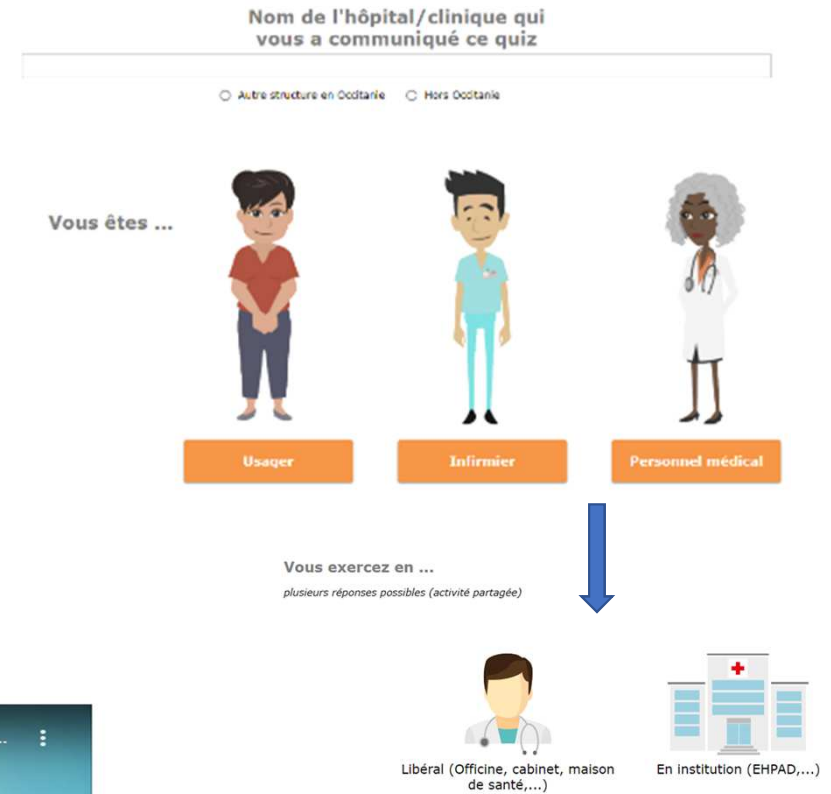 Nom de l'hôpital/clinique qui
vous a communiqué ce quiz
Autre structure en Occitanie
Hors Occitanie
Vous êtes ...
Usager
Infirmier
Personnel médical
Vous exercez en ...
plusieurs réponses possibles (activité partagée)
Libéral (Officine, cabinet, maison
de santé,...)
En institution (EHPAD,...)